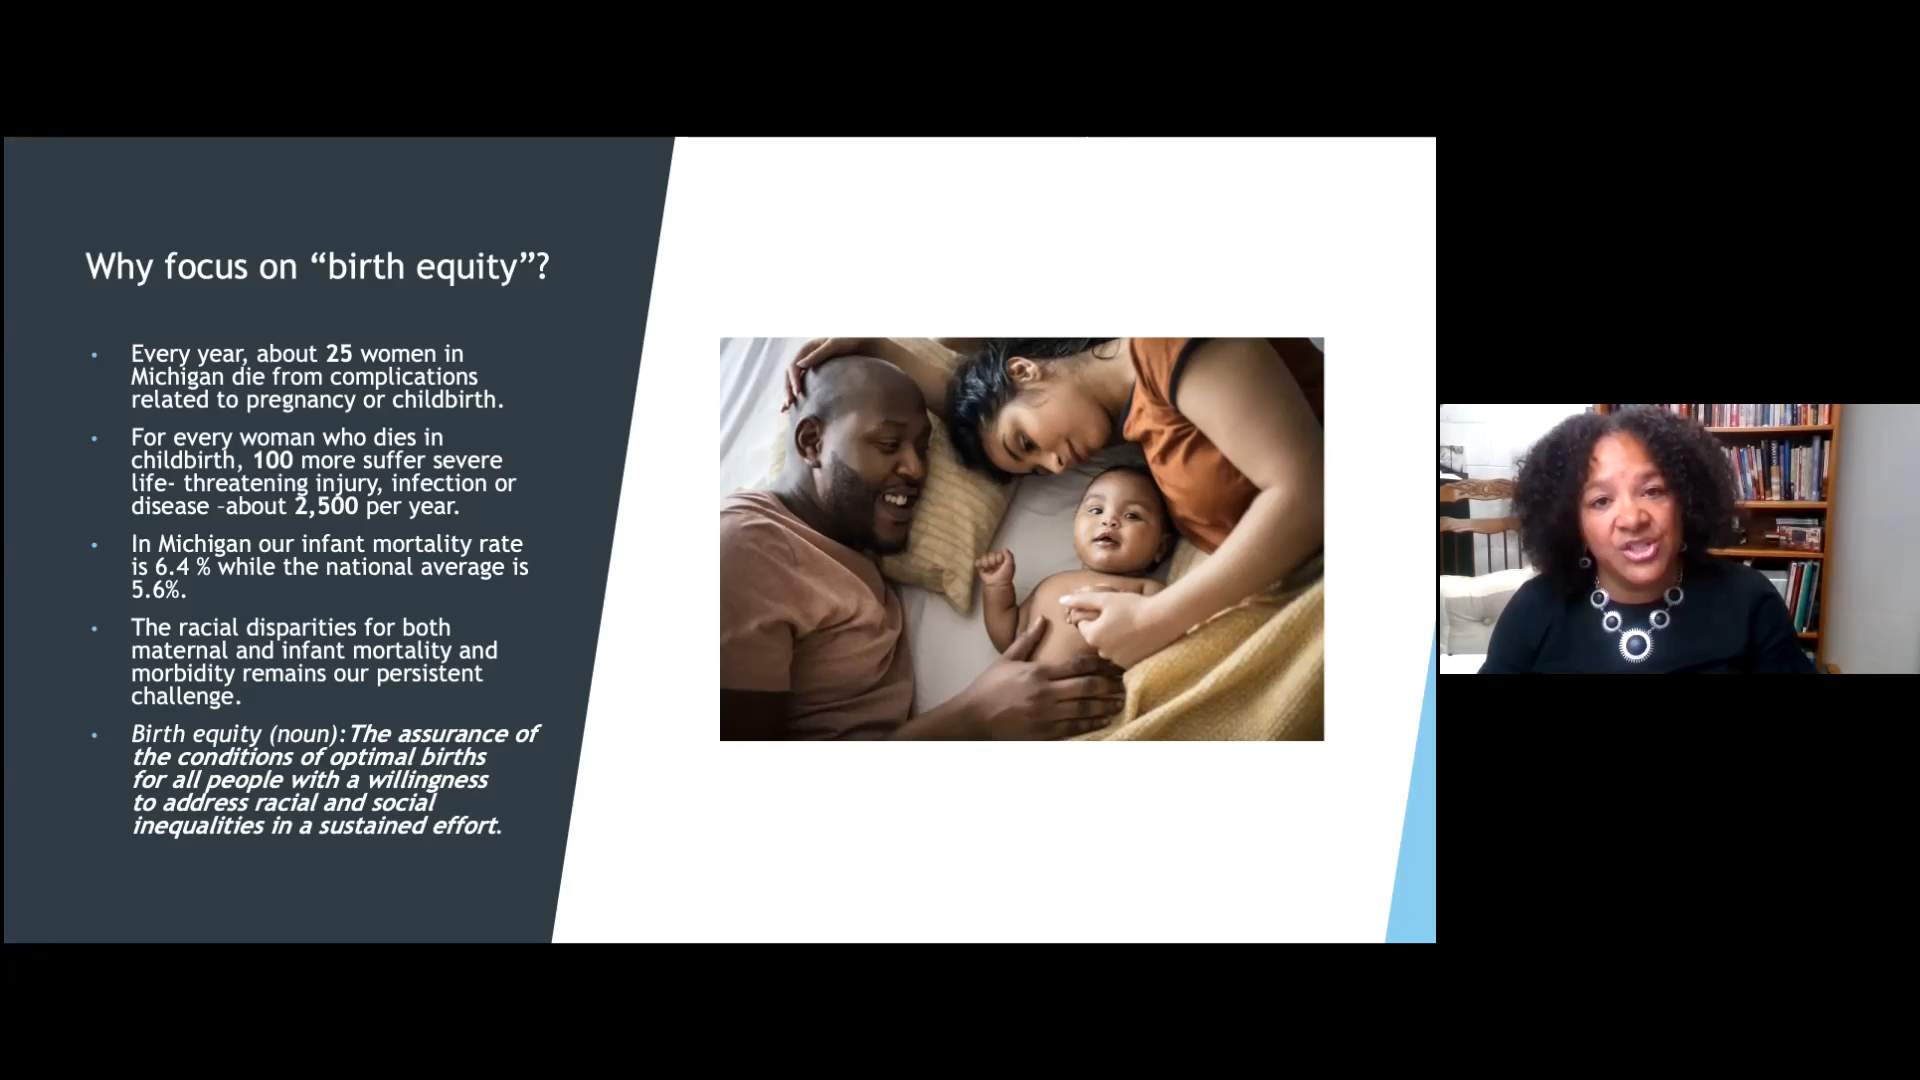 Why focus on “birth equity”?
• Every year, about 25 women in
Michigan die from complications
related to pregnancy or childbirth.
• For every woman who dies in
childbirth, 100 more suffer severe
life- threatening injury, infection or
disease –about 2,500 per year.
• In Michigan our infant mortality rate
is 6.4 % while the national average is
5.6%.
• The racial disparities for both
maternal and infant mortality and
morbidity remains our persistent
challenge.
• Birth equity (noun):The assurance of
the conditions of optimal births
for all people with a willingness
to address racial and social
inequalities in a sustained effort.